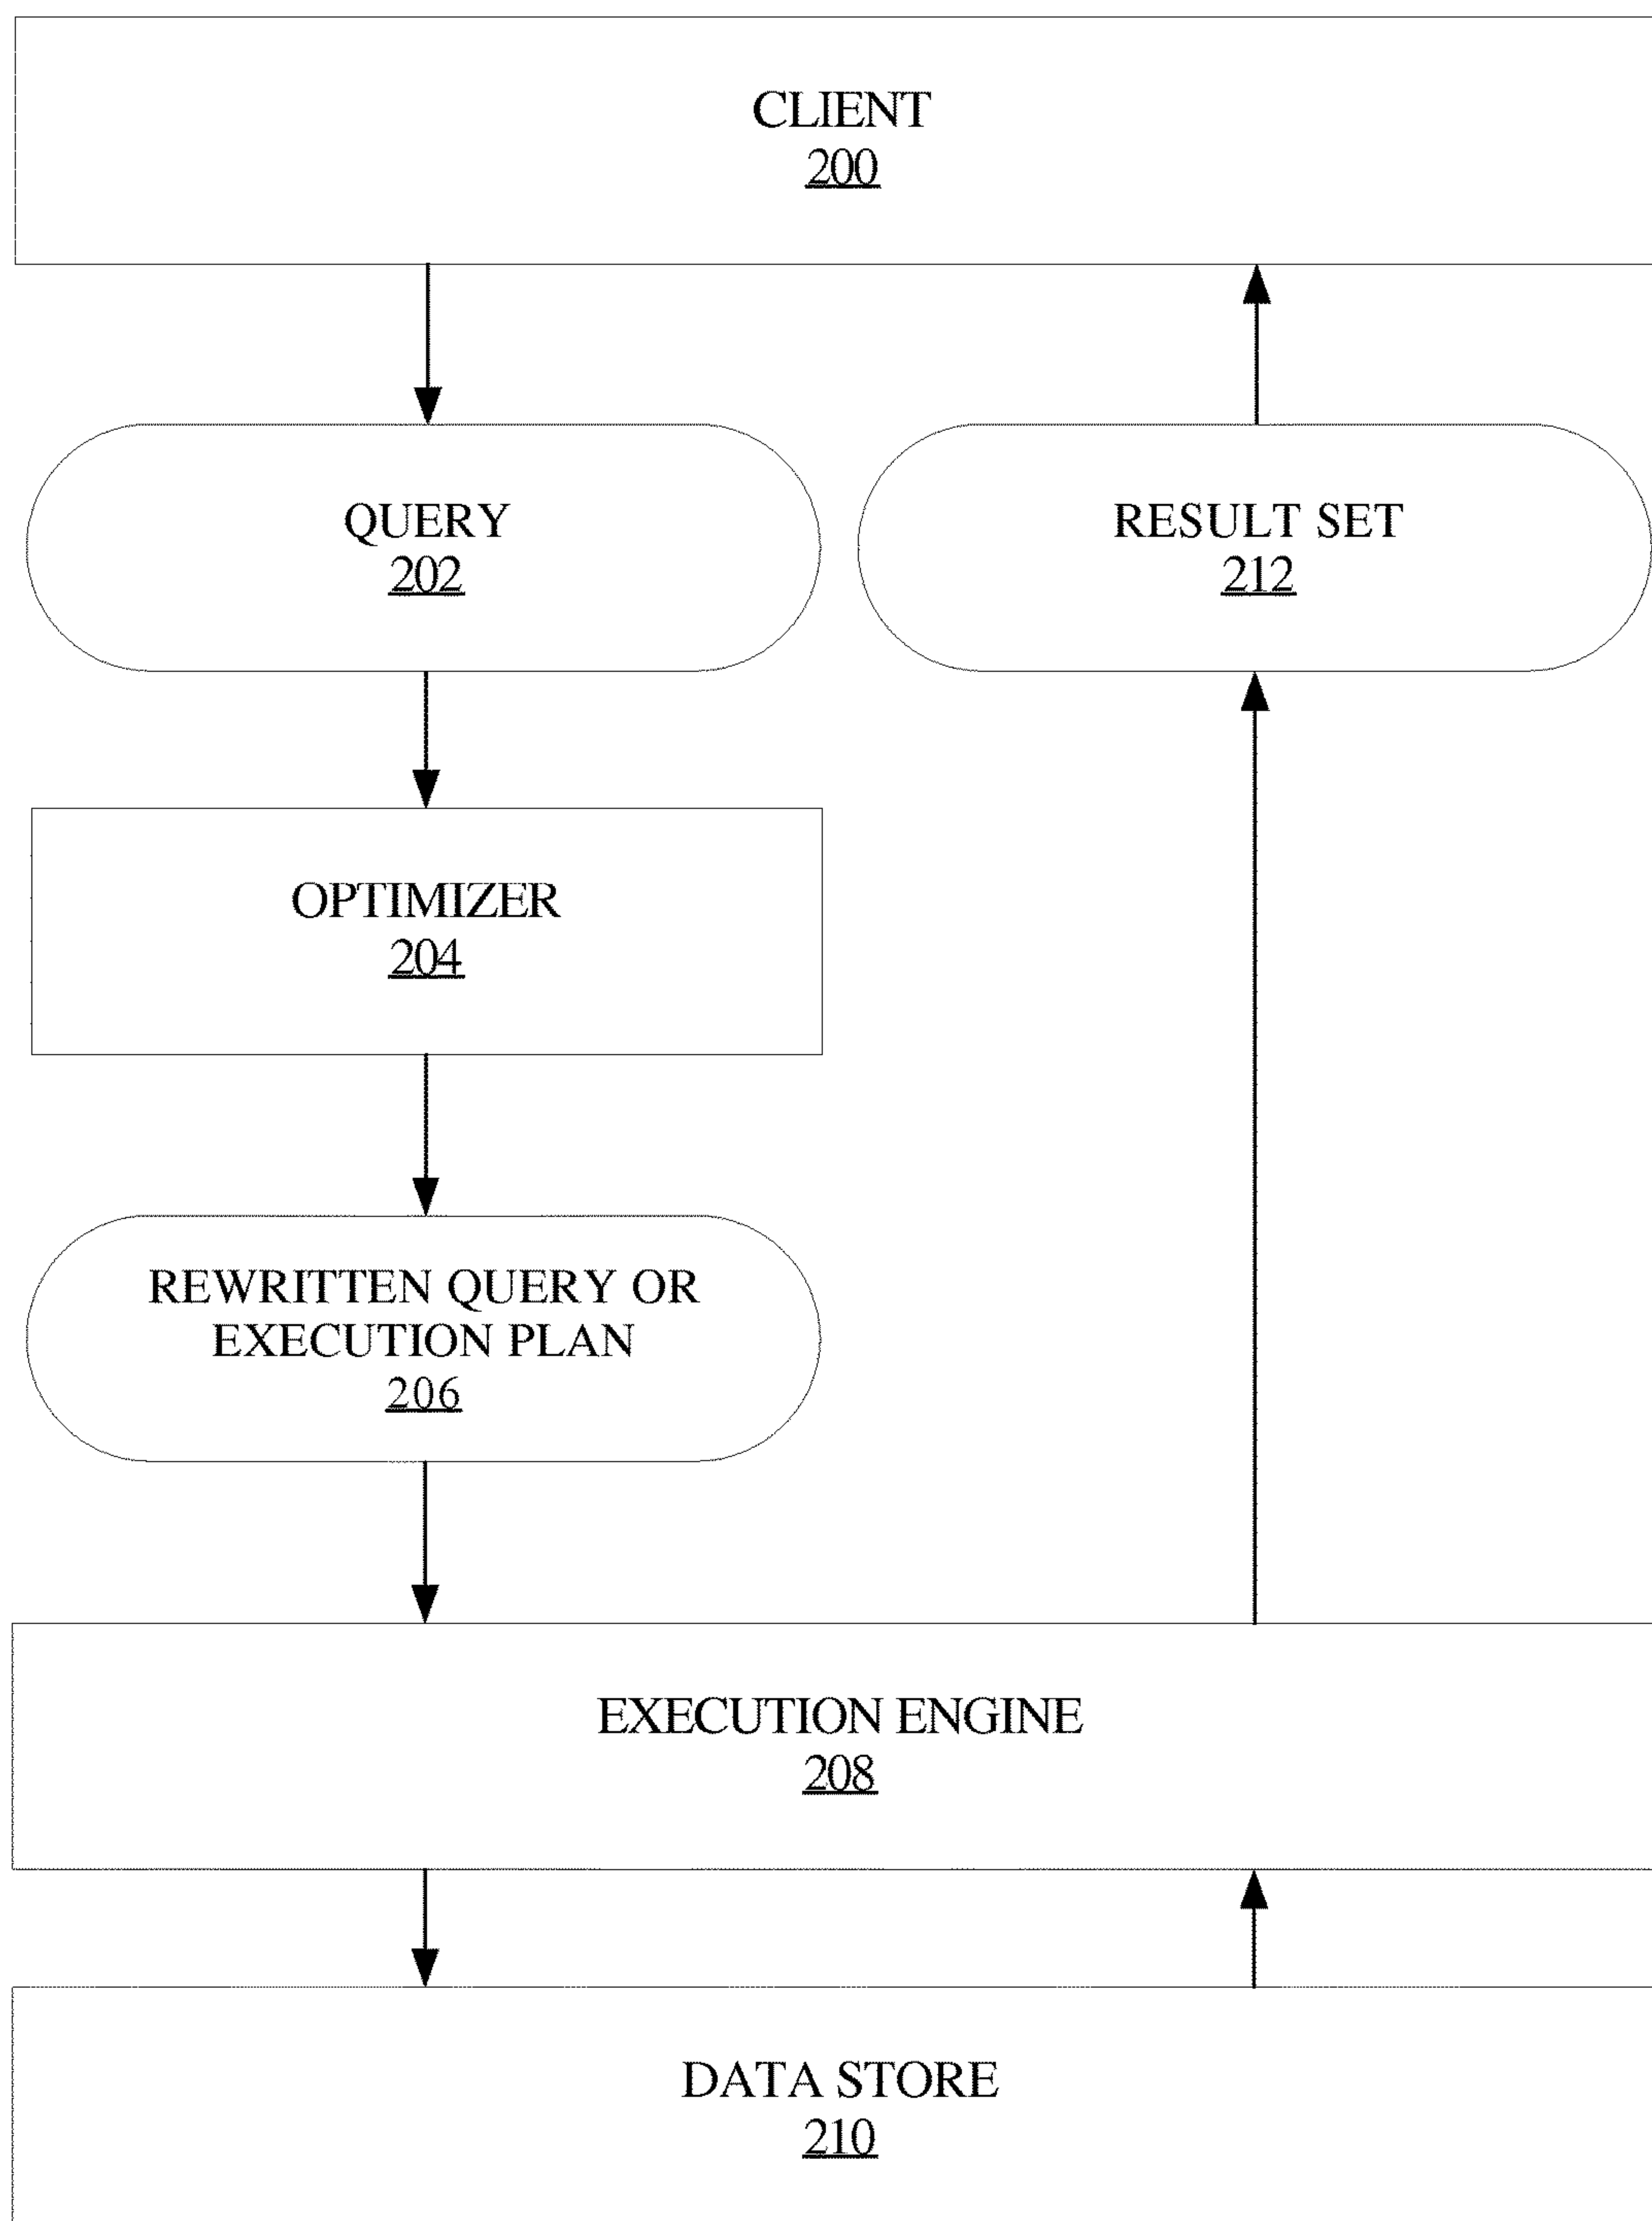 CLIENT
200
QUERY
202
RESULT SET
212
OPTIMIZER
204
REWRITTEN QUERY OR
EXECUTION PLAN
206
EXECUTION ENGINE
208
DATA STORE
210